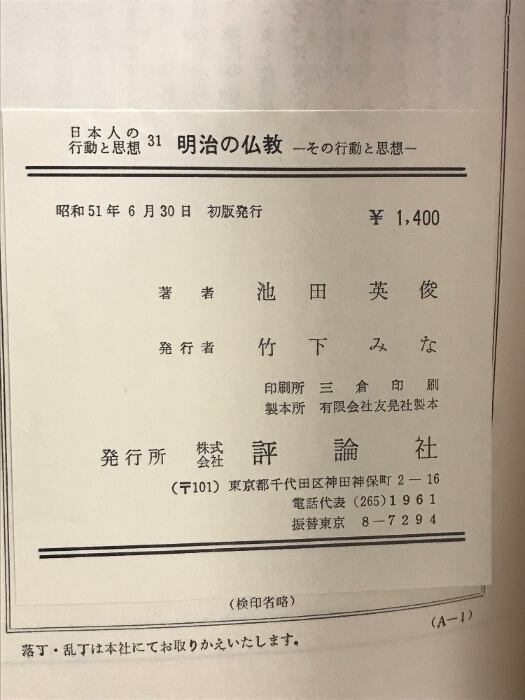 日本人の
行動と思想 31 明治の仏教 ―その行動と思想―
昭和51年6月30日 初版発行
¥ 1,400
著者 池田英俊
発行者 竹下みな
印刷所 三倉印刷
製本所 有限会社友晃社製本
発行所 株式会社 評論社
(〒101) 東京都千代田区神田神保町2-16
電話代表 (265) 1961
振替東京 8-7294
(検印省略)
(A-1)
落丁・乱丁は本社にてお取りかえいたします。